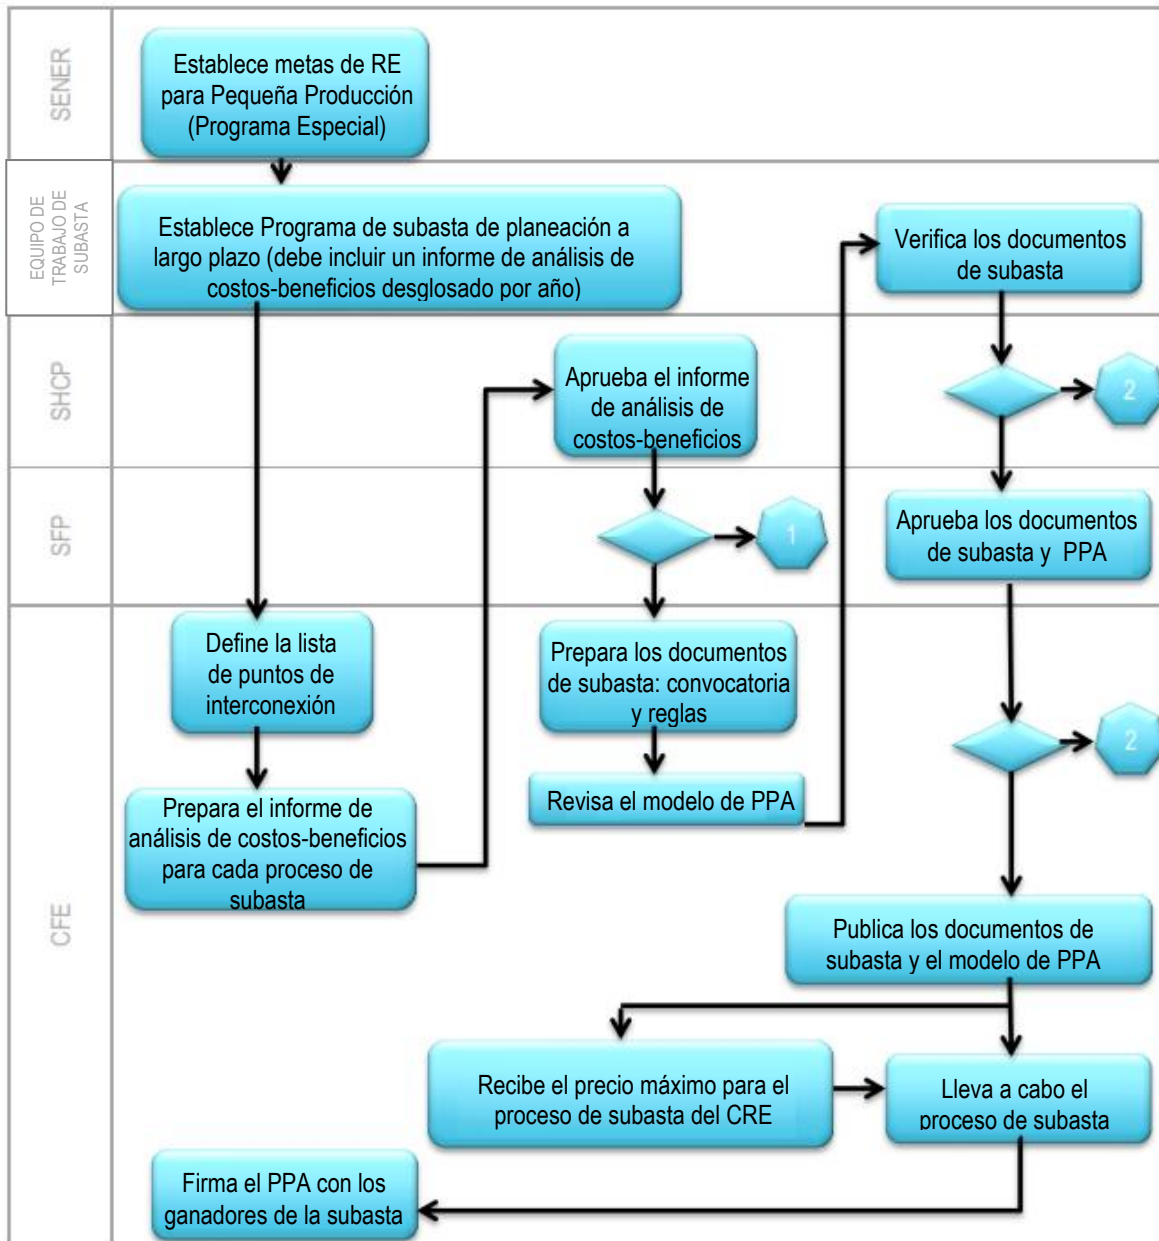 SENER
Establece metas de RE
para Pequeña Producción
(Programa Especial)
EQUIPO DE
TRABAJO DE
SUBASTA
Establece Programa de subasta de planeación a
largo plazo (debe incluir un informe de análisis de
costos-beneficios desglosado por año)
Verifica los documentos
de subasta
SHCP
Aprueba el informe
de análisis de
costos-beneficios
2
SFP
1
Aprueba los documentos
de subasta y PPA
CFE
Define la lista
de puntos de
interconexión
Prepara el informe de
análisis de costos-beneficios
para cada proceso de
subasta
Prepara los documentos
de subasta: convocatoria
y reglas
Revisa el modelo de PPA
2
Publica los documentos de
subasta y el modelo de PPA
Recibe el precio máximo para el
proceso de subasta del CRE
Lleva a cabo el
proceso de subasta
Firma el PPA con los
ganadores de la subasta